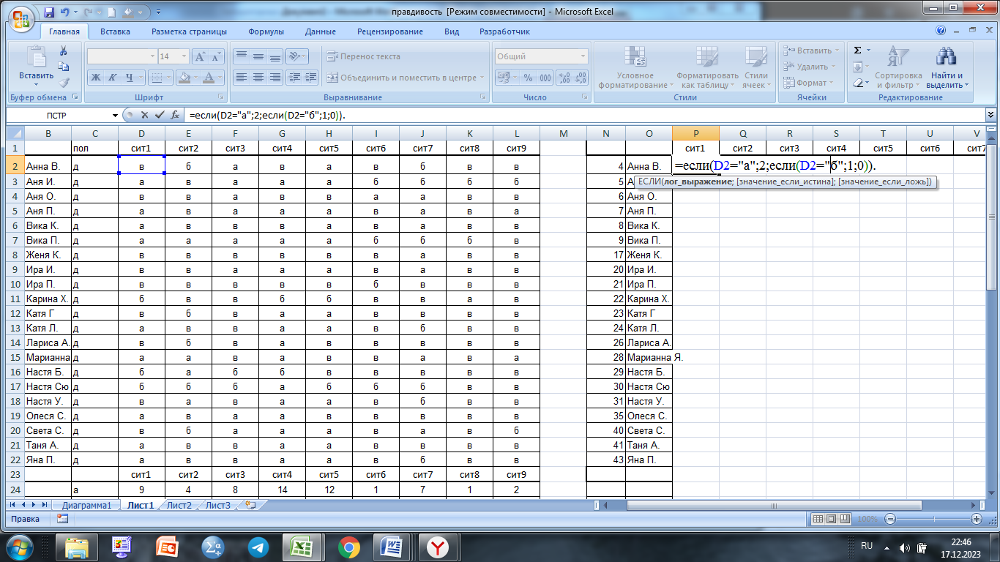 правдивость [Режим совместимости] - Microsoft Excel
Главная Вставка Разметка страницы Формулы Данные Рецензирование Вид Разработчик
Вставить
Буфер обмена
14
Ж К Ч
Шрифт
Перенос текста
Объединить и поместить в центре
Выравнивание
Общий
% 000
Число
Условное форматирование
Форматировать как таблицу
Стили ячеек
Стили
Вставить
Удалить
Формат
Ячейки
Σ
Сортировка и фильтр
Найти и выделить
Редактирование
ПСТР
=если(D2="а";2;если(D2="б";1;0)).
B C D E F G H I J K L M N O P Q R S T U V
1 пол сит1 сит2 сит3 сит4 сит5 сит6 сит7 сит8 сит9 сит1 сит2 сит3 сит4 сит5 сит6 сит7
2 Анна В. д в б а в а в б в в 4 Анна В. =если(D2="а";2;если(D2="б";1;0)).
ЕСЛИ(лог_выражение; [значение_если_истина]; [значение_если_ложь])
3 Аня И. д а в а а а б б б б 5
4 Аня О. д в в в в а а а в в 6 Аня О.
5 Аня П. д а а в а а в в в а 7 Аня П.
6 Вика К. д в в в а в в а в в 8 Вика К.
7 Вика П. д а а а а а б б б б 9 Вика П.
8 Женя К. д в в а в в в а в в 17 Женя К.
9 Ира И. д в в а а а в а в в 20 Ира И.
10 Ира П. д а в в в в б в в в 21 Ира П.
11 Карина Х. д б в в б б в в а в 22 Карина Х.
12 Катя Г д в б в а а в в в в 23 Катя Г
13 Катя Л. д а в в а а в б в в 24 Катя Л.
14 Лариса А. д в б в а а в в в в 26 Лариса А.
15 Марианна д а а в а в в а в а 28 Марианна Я.
16 Настя Б. д б а б б а в в в в 29 Настя Б.
17 Настя Сю д б б б а б б б в в 30 Настя Сю
18 Настя У. д в а в а а в б в в 31 Настя У.
19 Олеся С. д а в а а в в в в в 35 Олеся С.
20 Света С. д в б а а а в а в б 40 Света С.
21 Таня А. д а в в а в в в в в 41 Таня А.
22 Яна П. д а в в а а в б в в 43 Яна П.
23 сит1 сит2 сит3 сит4 сит5 сит6 сит7 сит8 сит9
24 а 9 4 8 14 12 1 7 1 2
Диаграмма1 Лист1 Лист2 Лист3
Правка
100%
RU
22:46
17.12.2023